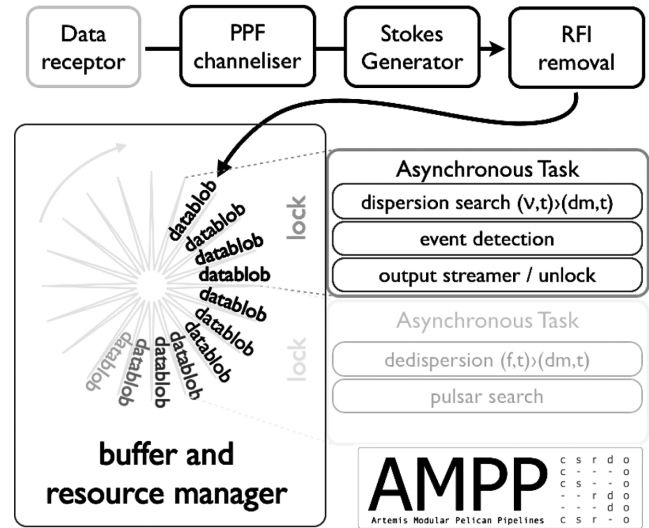 Data
receptor
PPF
channeliser
Stokes
Generator
RFI
removal
Asynchronous Task
dispersion search (ν,t)›(dm,t)
event detection
output streamer / unlock
lock
datablob
datablob
datablob
datablob
datablob
datablob
datablob
datablob
datablob
datablob
datablob
Asynchronous Task
dedispersion (f,t)›(dm,t)
pulsar search
lock
buffer and
resource manager
AMPP
Artemis Modular Pelican Pipelines
c s r d o
c - - - o
c s - - o
- - r d o
- - - d o
c s r - o